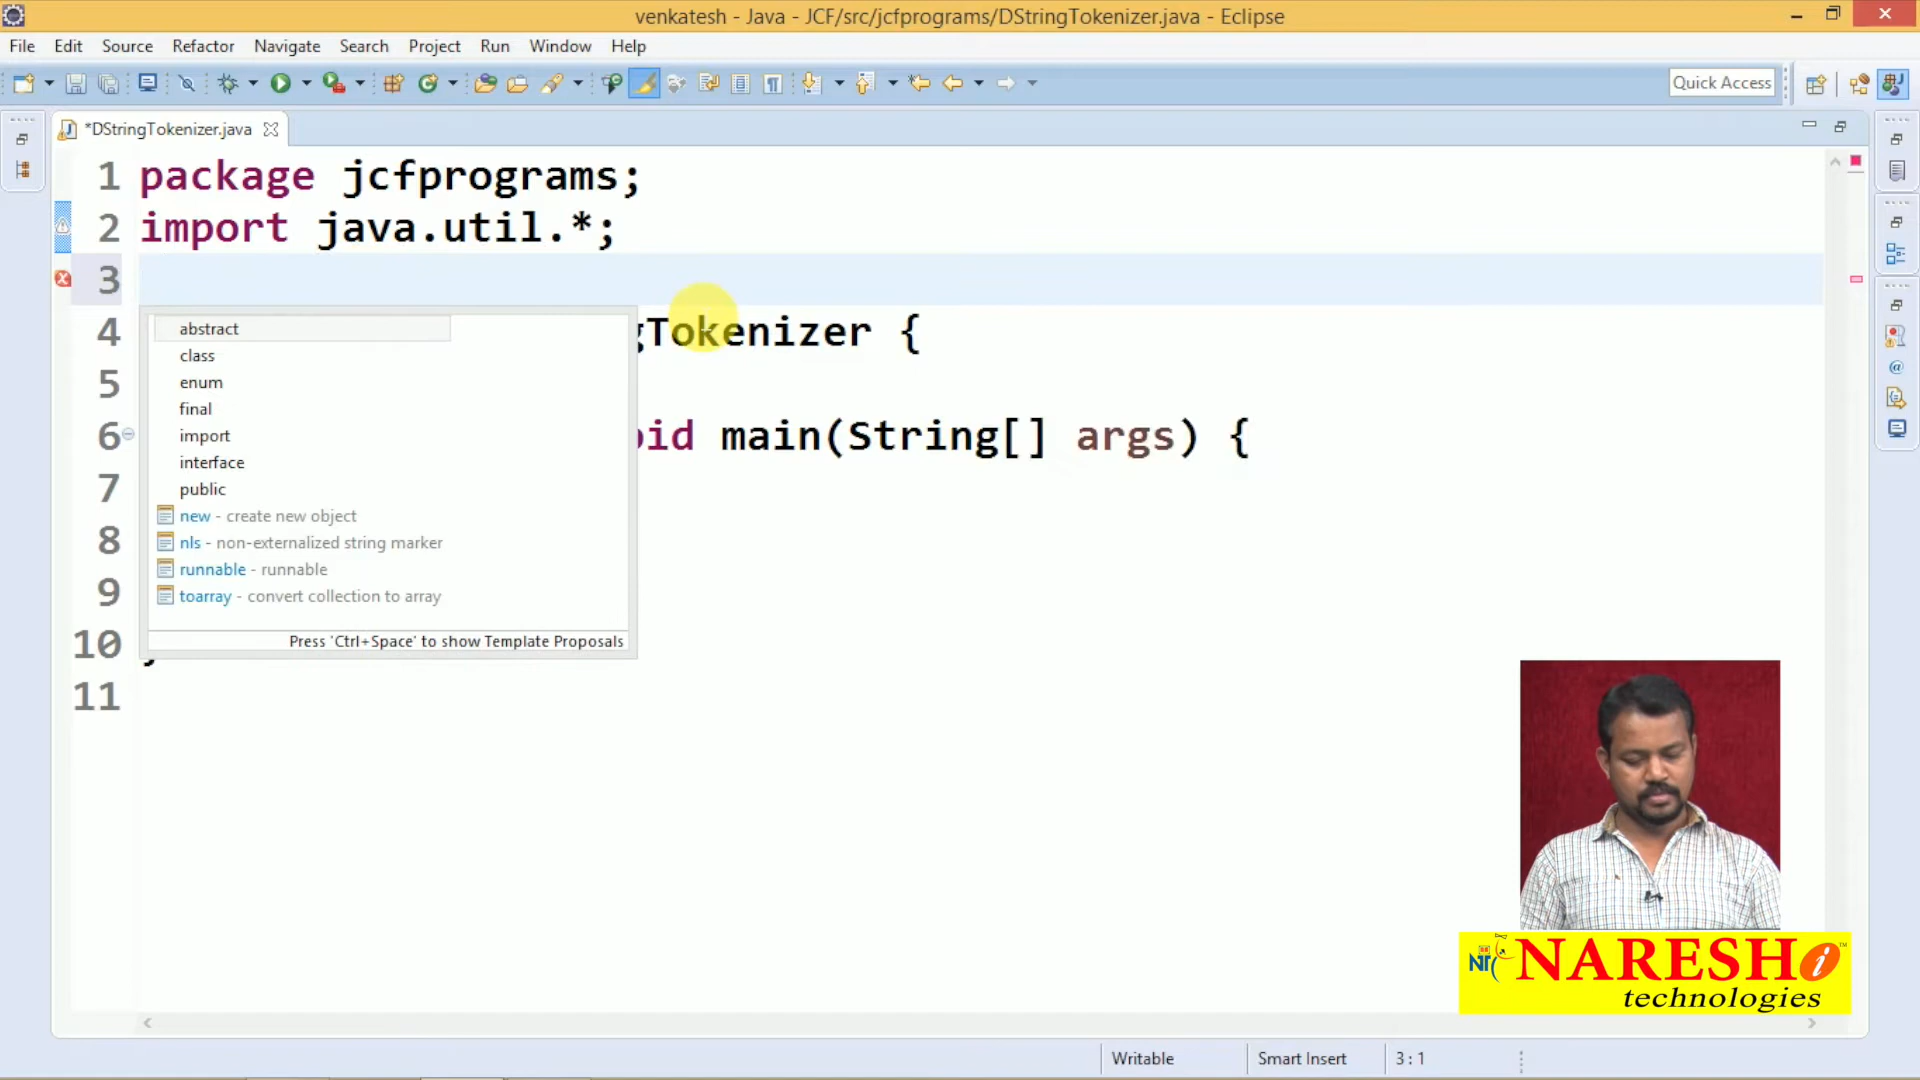 venkatesh - Java - JCF/src/jcfprograms/DStringTokenizer.java - Eclipse
File Edit Source Refactor Navigate Search Project Run Window Help
Quick Access
*DStringTokenizer.java
1 package jcfprograms;
2 import java.util.*;
3
4 gTokenizer {
5
6 oid main(String[] args) {
7
8
9
10 }
11
abstract
class
enum
final
import
interface
public
new - create new object
nls - non-externalized string marker
runnable - runnable
toarray - convert collection to array
Press 'Ctrl+Space' to show Template Proposals
NARESH i ™
technologies
Writable Smart Insert 3 : 1